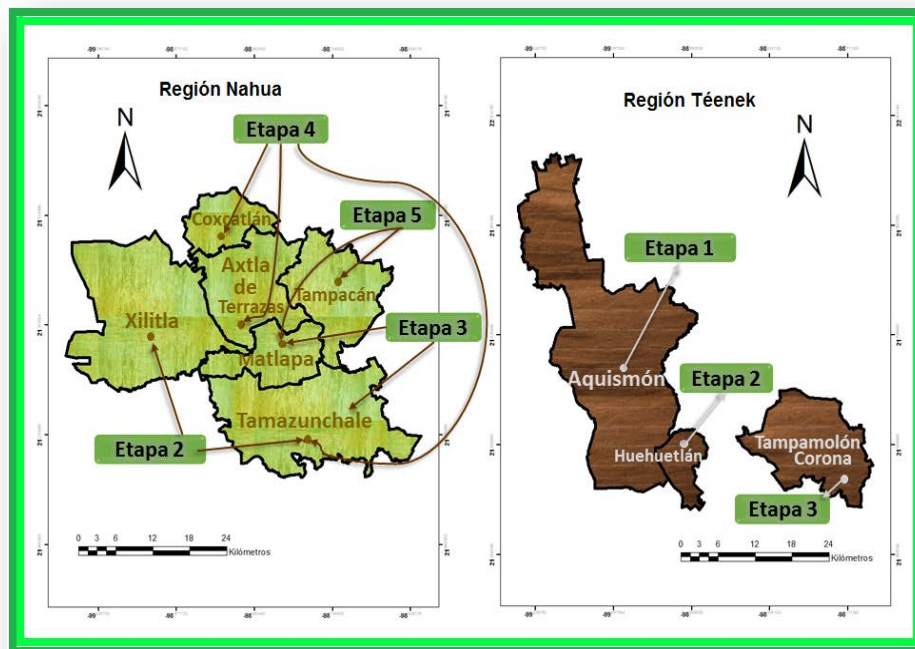 Región Nahua
N
Etapa 4
Coxcatlán
Etapa 5
Axtla
de
Terrazas
Tampacán
Xilitla
Etapa 3
Matlapa
Tamazunchale
Etapa 2
0 3 6 12 18 24
Kilómetros
Región Téenek
N
Etapa 1
Aquismón
Etapa 2
Huehuetlán
Tampamolón
Corona
Etapa 3
0 3 6 12 18 24
Kilómetros